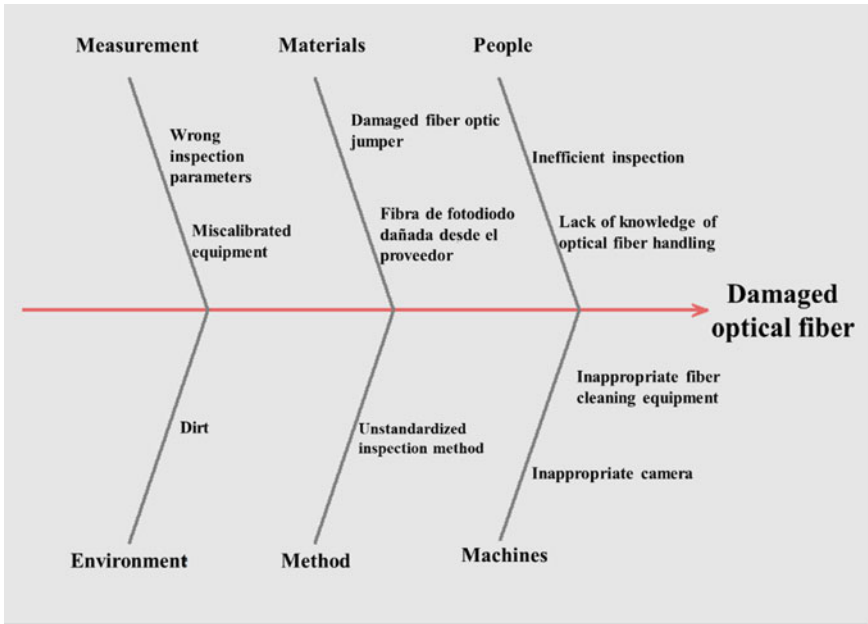 Measurement
Materials
People
Wrong
inspection
parameters
Miscalibrated
equipment
Damaged fiber optic
jumper
Fibra de fotodiodo
dañada desde el
proveedor
Inefficient inspection
Lack of knowledge of
optical fiber handling
Damaged
optical fiber
Dirt
Unstandardized
inspection method
Inappropriate fiber
cleaning equipment
Inappropriate camera
Environment
Method
Machines